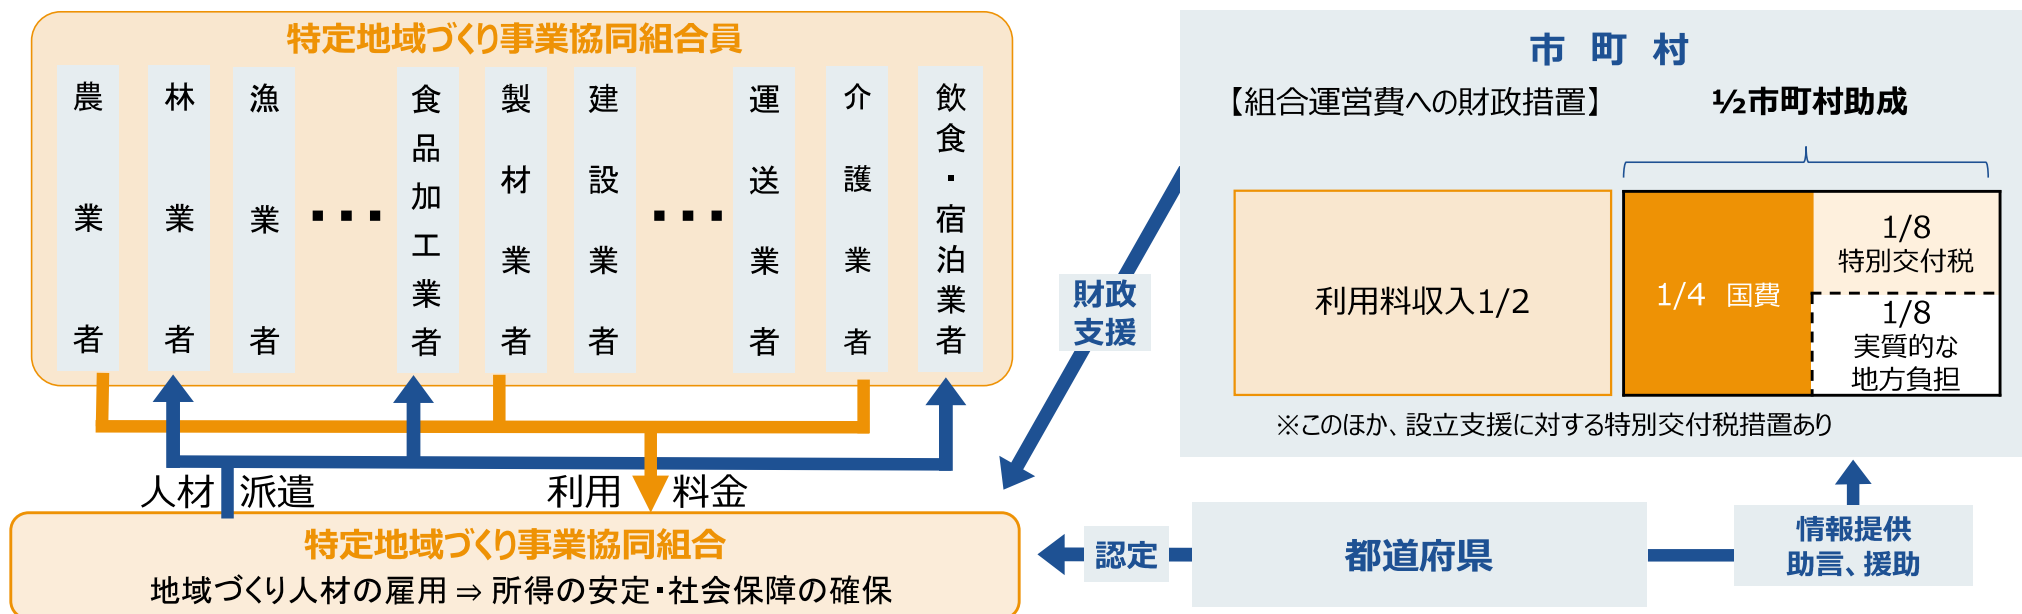 特定地域づくり事業協同組合員
農業者
林業者
漁業者
･･･
食品加工業者
製材業者
建設業者
･･･
運送業者
介護業者
飲食・宿泊業者
人材派遣
利用料金
特定地域づくり事業協同組合
地域づくり人材の雇用⇒所得の安定・社会保障の確保
財政
支援
市町村
【組合運営費への財政措置】
½市町村助成
利用料収入1/2
1/4 国費
1/8
特別交付税
1/8
実質的な
地方負担
※このほか、設立支援に対する特別交付税措置あり
認定
都道府県
情報提供
助言、援助